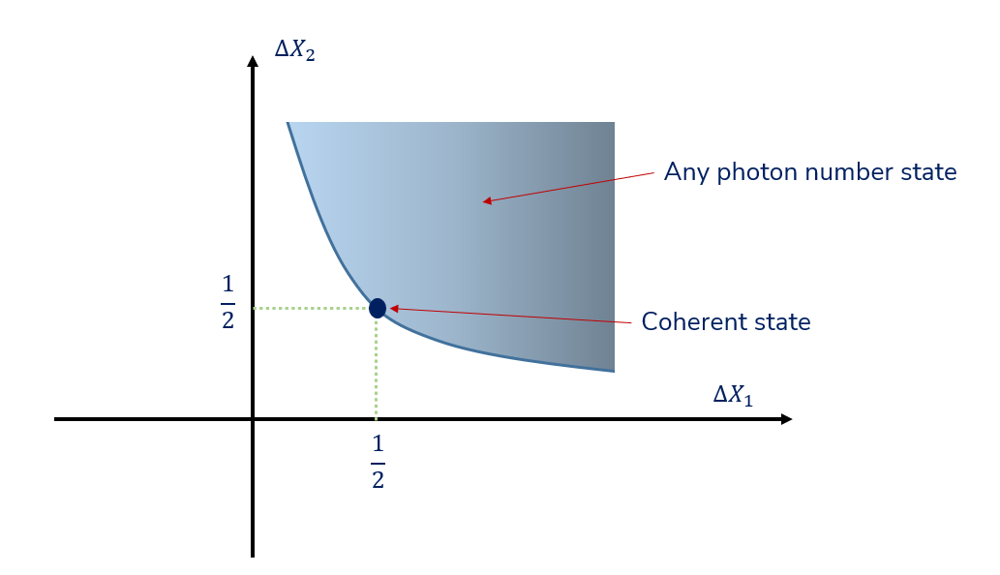 ΔX₂
Any photon number state
1/2
Coherent state
ΔX₁
1/2